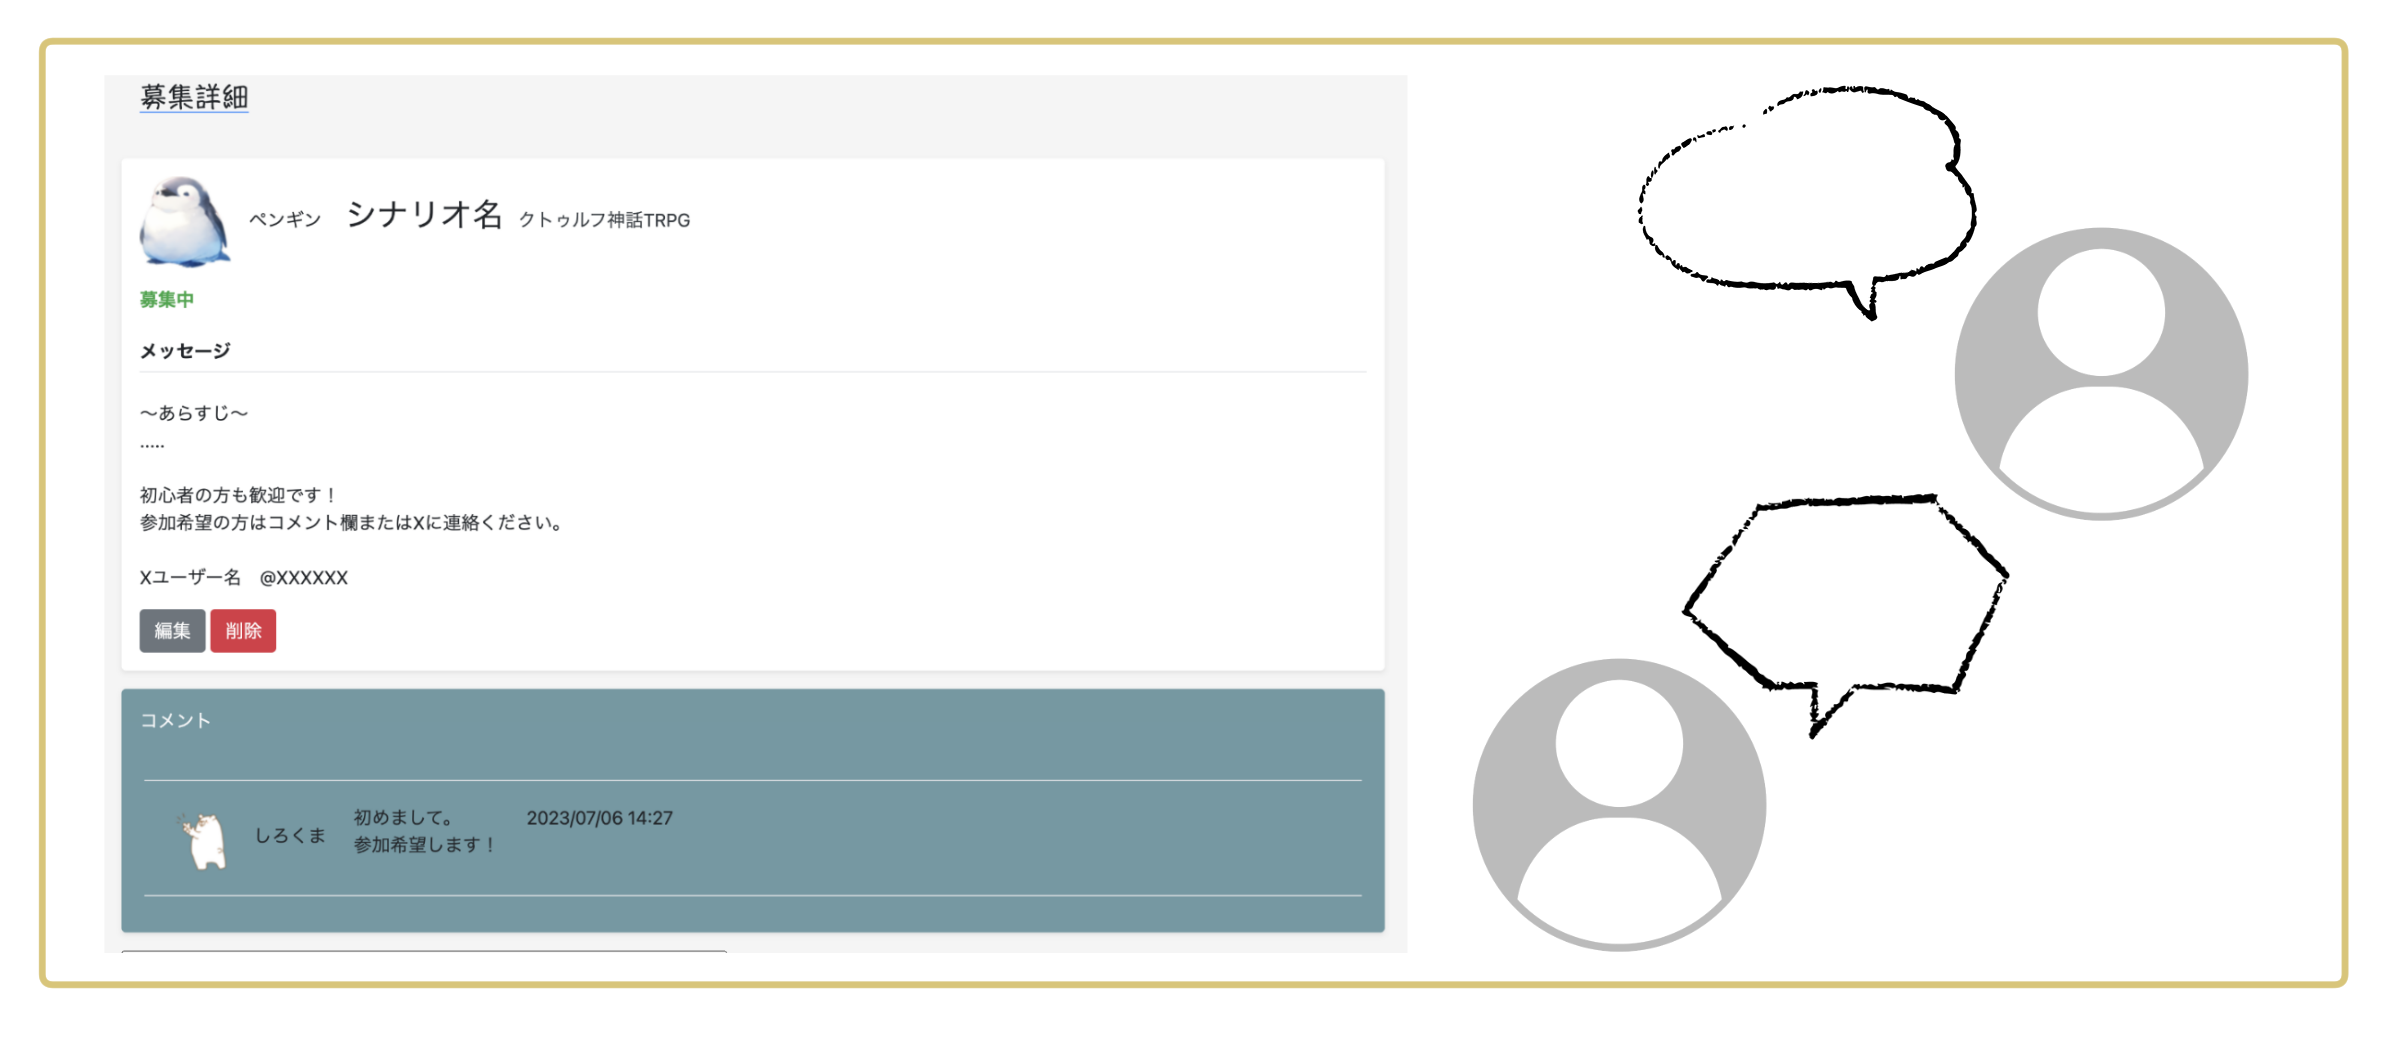 募集詳細
ペンギン シナリオ名 クトゥルフ神話TRPG
募集中
メッセージ
〜あらすじ〜
.....
初心者の方も歓迎です！
参加希望の方はコメント欄またはXに連絡ください。
Xユーザー名　@XXXXXX
編集 削除
コメント
しろくま 初めまして。 2023/07/06 14:27
参加希望します！